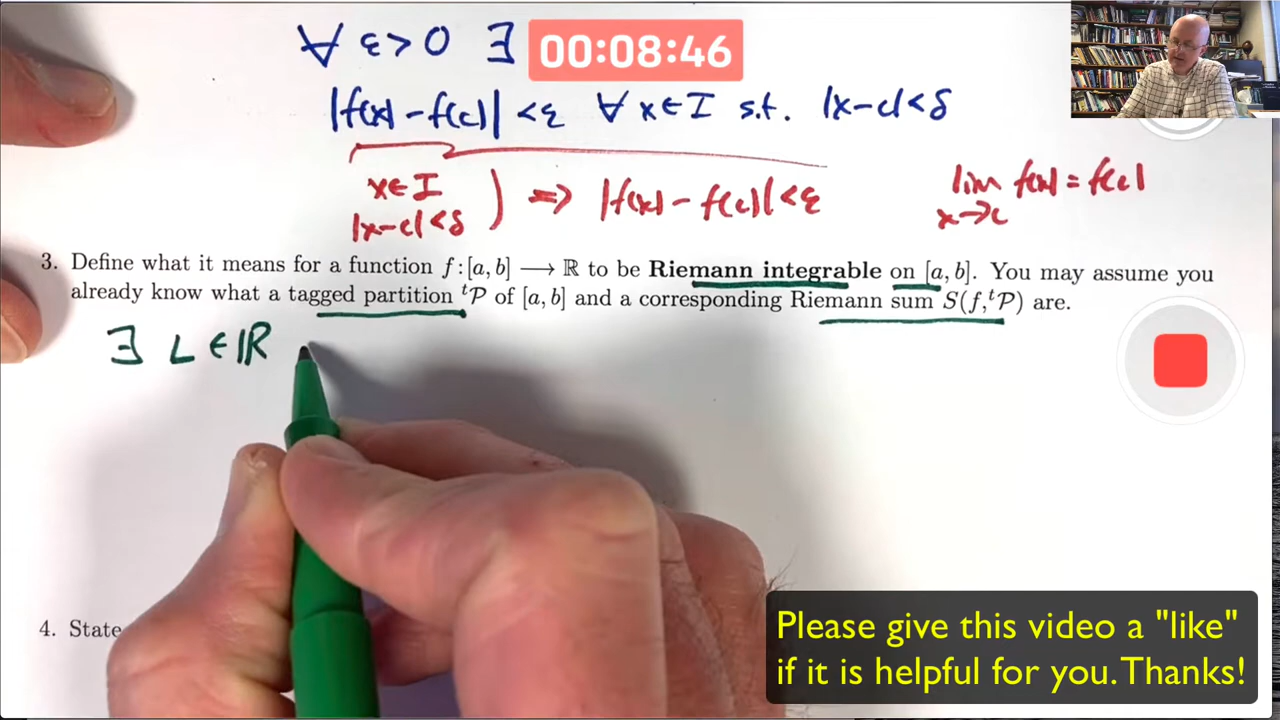 ∀ ε>0 ∃ 00:08:46
|f(x)-f(c)|<ε ∀ x∈I s.t. |x-c|<δ
x∈I
|x-c|<δ ) ⇒ |f(x)-f(c)|<ε
lim f(x)=f(c)
x→c
3. Define what it means for a function f:[a, b] ⟶ ℝ to be Riemann integrable on [a, b]. You may assume you
already know what a tagged partition ᵗ𝒫 of [a, b] and a corresponding Riemann sum S(f,ᵗ𝒫) are.
∃ L∈ℝ
4. State
Please give this video a "like"
if it is helpful for you. Thanks!